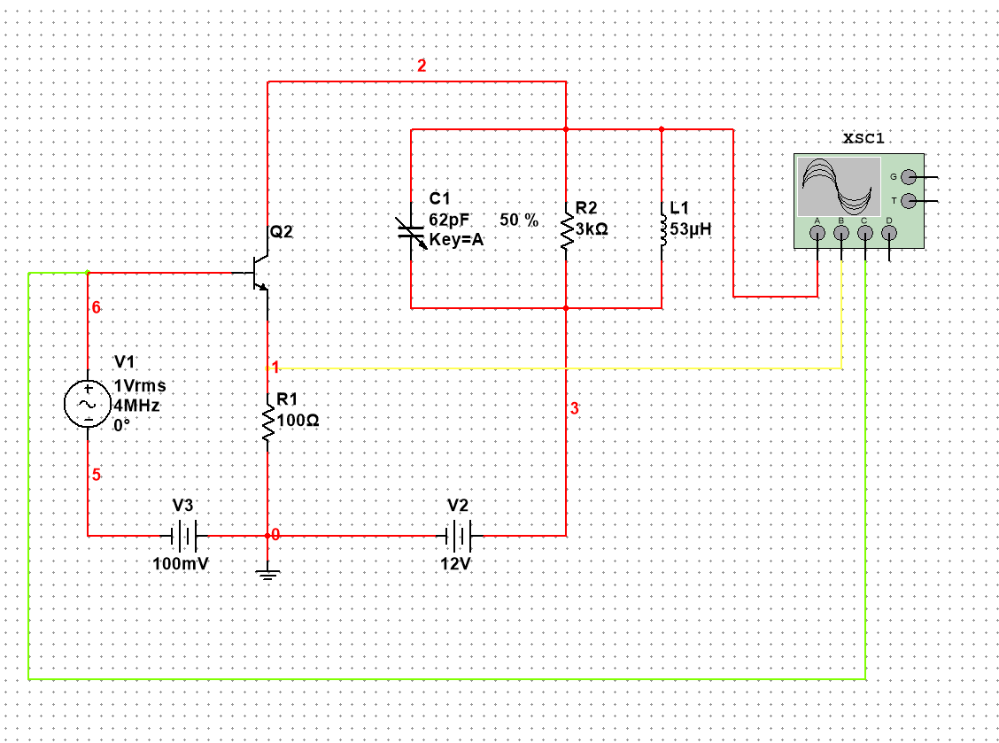 2
xsc1
G
T
A B C D
C1
62pF 50 %
Key=A
R2
3kΩ
L1
53µH
Q2
6
V1
1Vrms
4MHz
0°
1
R1
100Ω
3
5
V3
100mV
0
V2
12V